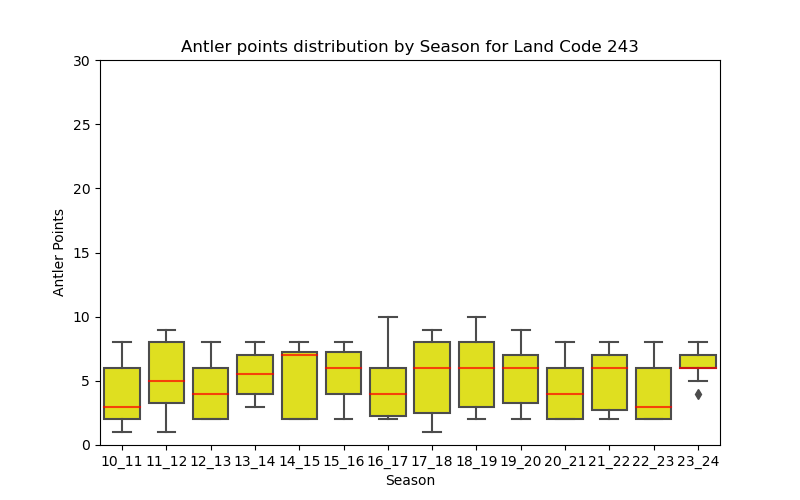 Antler points distribution by Season for Land Code 243
30
25
20
15
10
5
0
Antler Points
10_11 11_12 12_13 13_14 14_15 15_16 16_17 17_18 18_19 19_20 20_21 21_22 22_23 23_24
Season